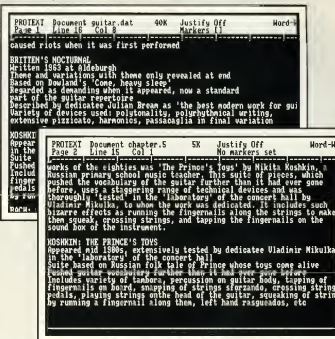 PROTEXT Document guitar.dat 40K Justify Off Word-W
Page 1 Line 16 Col 8 Markers []
caused riots when it was first performed
BRITTEN'S NOCTURNAL
Written 1963 at Aldeburgh
Theme and variations with theme only revealed at end
Based on Dowland's 'Come, heavy sleep'
Regarded as demanding when it appeared, now a standard
part of the guitar repertoire
Described by dedicatee Julian Bream as 'the best modern work for gui
Variety of devices used: polytonality, polyrhythmical writing,
extensive pizzicato, harmonics, passacaglia in final variation
KOSHKI
Appear
in the
Suite
Pushed
Includ
finger
pedals
by run
BACH:
PROTEXT Document chapter.5 5K Justify Off Word-W
Page 2 Line 15 Col 1 No markers set
works of the eighties was 'The Prince's Toys' by Nikita Koshkin, a
Russian primary school music teacher. This suite of pieces, which
pushed the vocabulary of the guitar further than it had ever gone
before, uses a staggering range of technical devices and was
thoroughly 'tested' in the 'laboratory' of the concert hall by
Vladimir Mikulka, to whom the work was dedicated. It includes such
bizarre effects as running the fingernails along the strings to make
them squeak, crossing strings, and tapping the fingernails on the
sound box of the instrument.
KOSHKIN: THE PRINCE'S TOYS
Appeared mid 1980s, extensively tested by dedicatee Vladimir Mikulka
in the 'laboratory' of the concert hall
Suite based on Russian folk tale of Prince whose toys come alive
Pushed guitar vocabulary further than it had ever gone before
Includes variety of tambora, percussion on guitar body, tapping of
fingernails on board, snapping of strings sforzando, crossing string
pedals, playing strings onthe head of the guitar, squeaking of strin
by running a fingernail along them, left hand rasgueados, etc